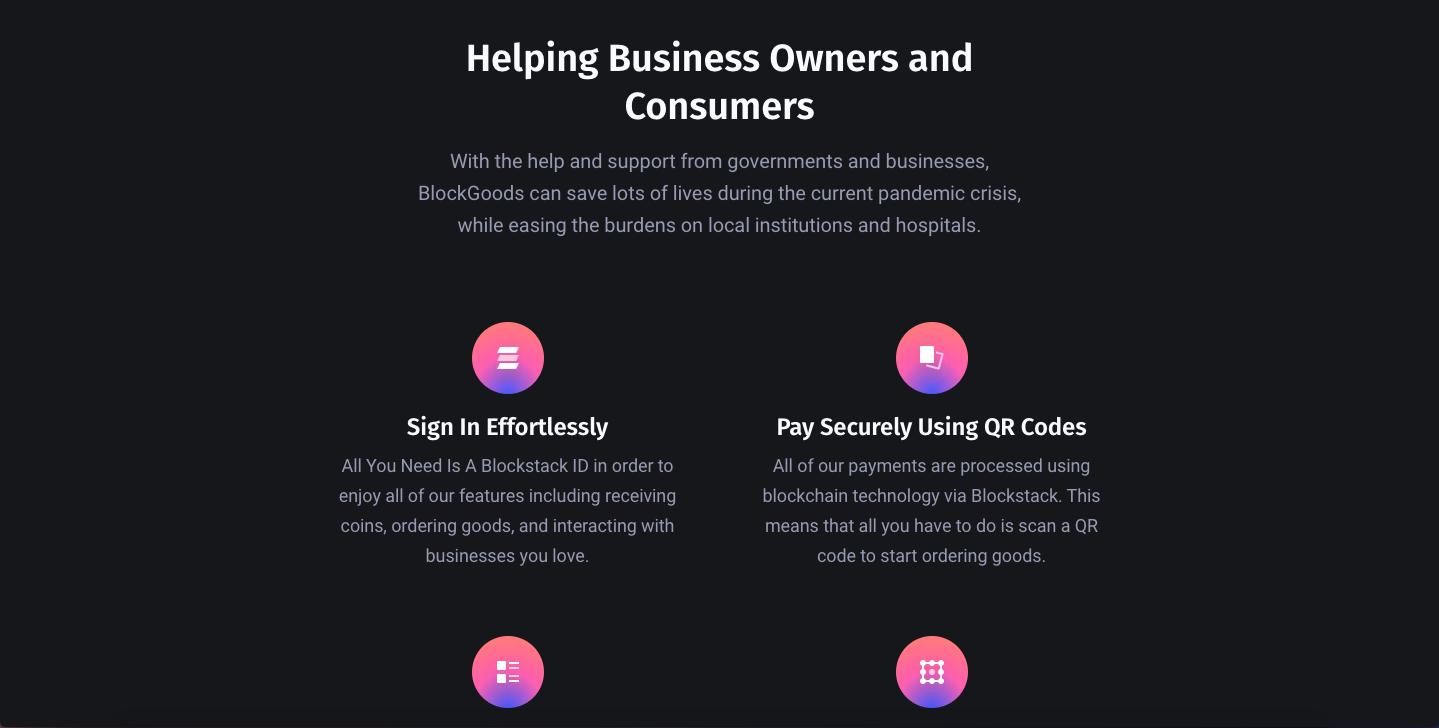 Helping Business Owners and
Consumers
With the help and support from governments and businesses,
BlockGoods can save lots of lives during the current pandemic crisis,
while easing the burdens on local institutions and hospitals.
Sign In Effortlessly
All You Need Is A Blockstack ID in order to
enjoy all of our features including receiving
coins, ordering goods, and interacting with
businesses you love.
Pay Securely Using QR Codes
All of our payments are processed using
blockchain technology via Blockstack. This
means that all you have to do is scan a QR
code to start ordering goods.